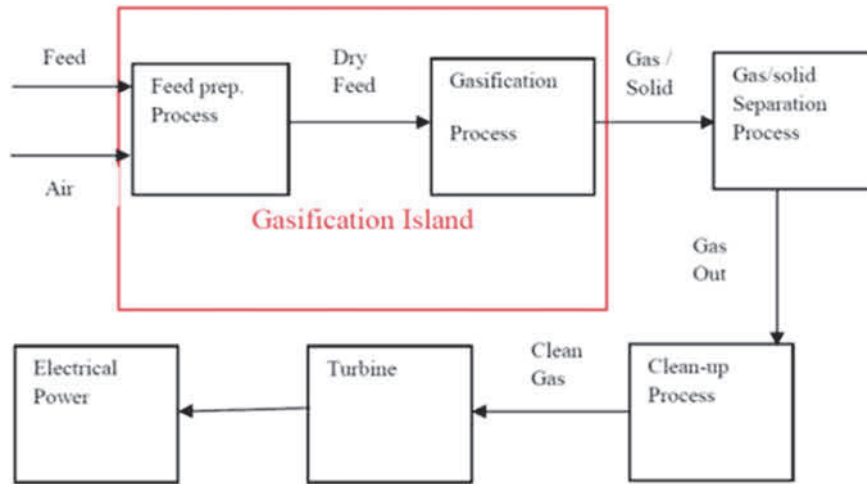 Feed
Air
Feed prep.
Process
Dry
Feed
Gasification
Process
Gas /
Solid
Gas/solid
Separation
Process
Gasification Island
Gas
Out
Electrical
Power
Turbine
Clean
Gas
Clean-up
Process